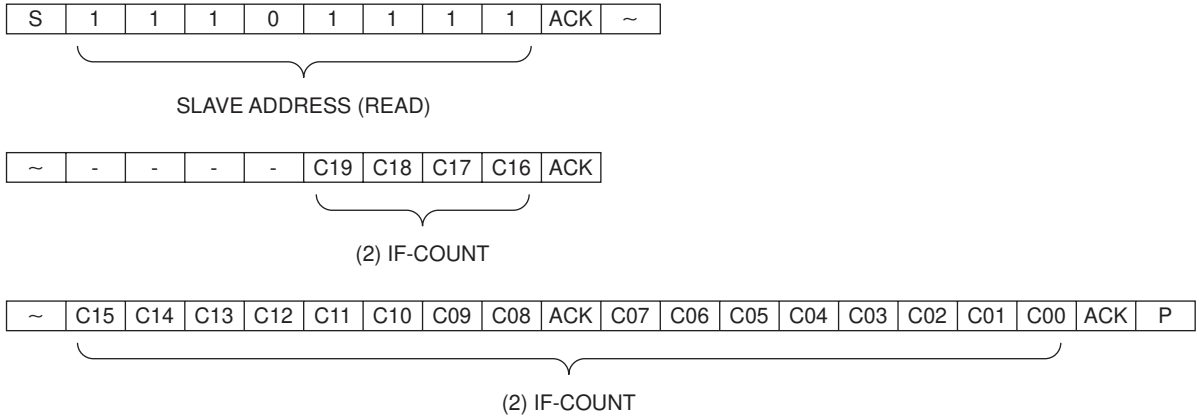 S 1 1 1 0 1 1 1 1 ACK ~
SLAVE ADDRESS (READ)
~ - - - - C19 C18 C17 C16 ACK
(2) IF-COUNT
~ C15 C14 C13 C12 C11 C10 C09 C08 ACK C07 C06 C05 C04 C03 C02 C01 C00 ACK P
(2) IF-COUNT